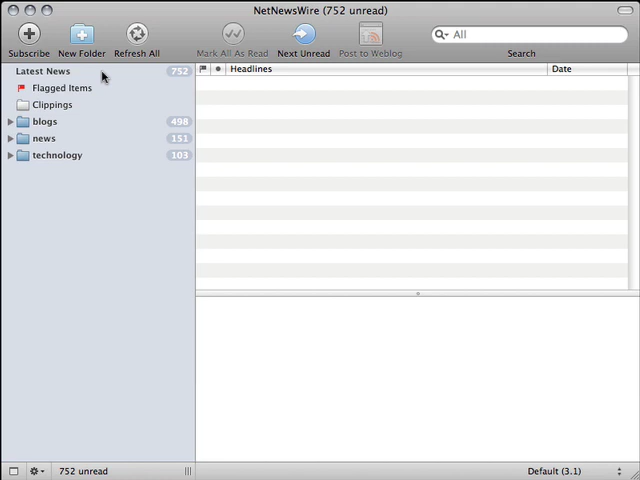 NetNewsWire (752 unread)
Subscribe New Folder Refresh All Mark All As Read Next Unread Post to Weblog All Search
Latest News 752
Flagged Items
Clippings
blogs 498
news 151
technology 103
Headlines Date
752 unread Default (3.1)